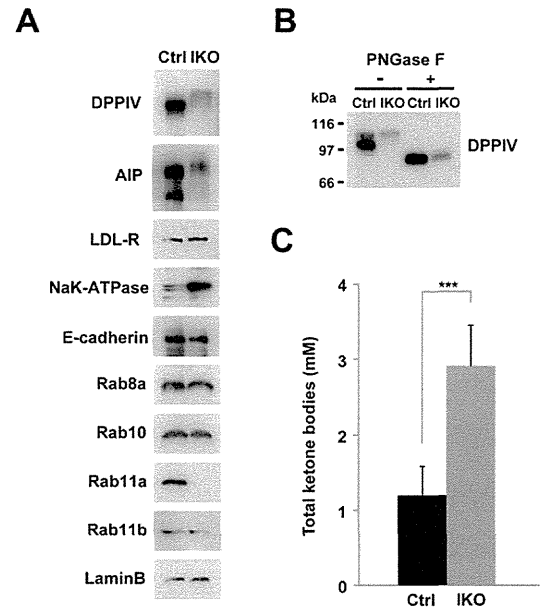 A
Ctrl IKO
DPPIV
AIP
LDL-R
NaK-ATPase
E-cadherin
Rab8a
Rab10
Rab11a
Rab11b
LaminB
B
PNGase F
- +
kDa
Ctrl IKO Ctrl IKO
116
97
66
DPPIV
C
Total ketone bodies (mM)
4
3
2
1
0
***
Ctrl IKO